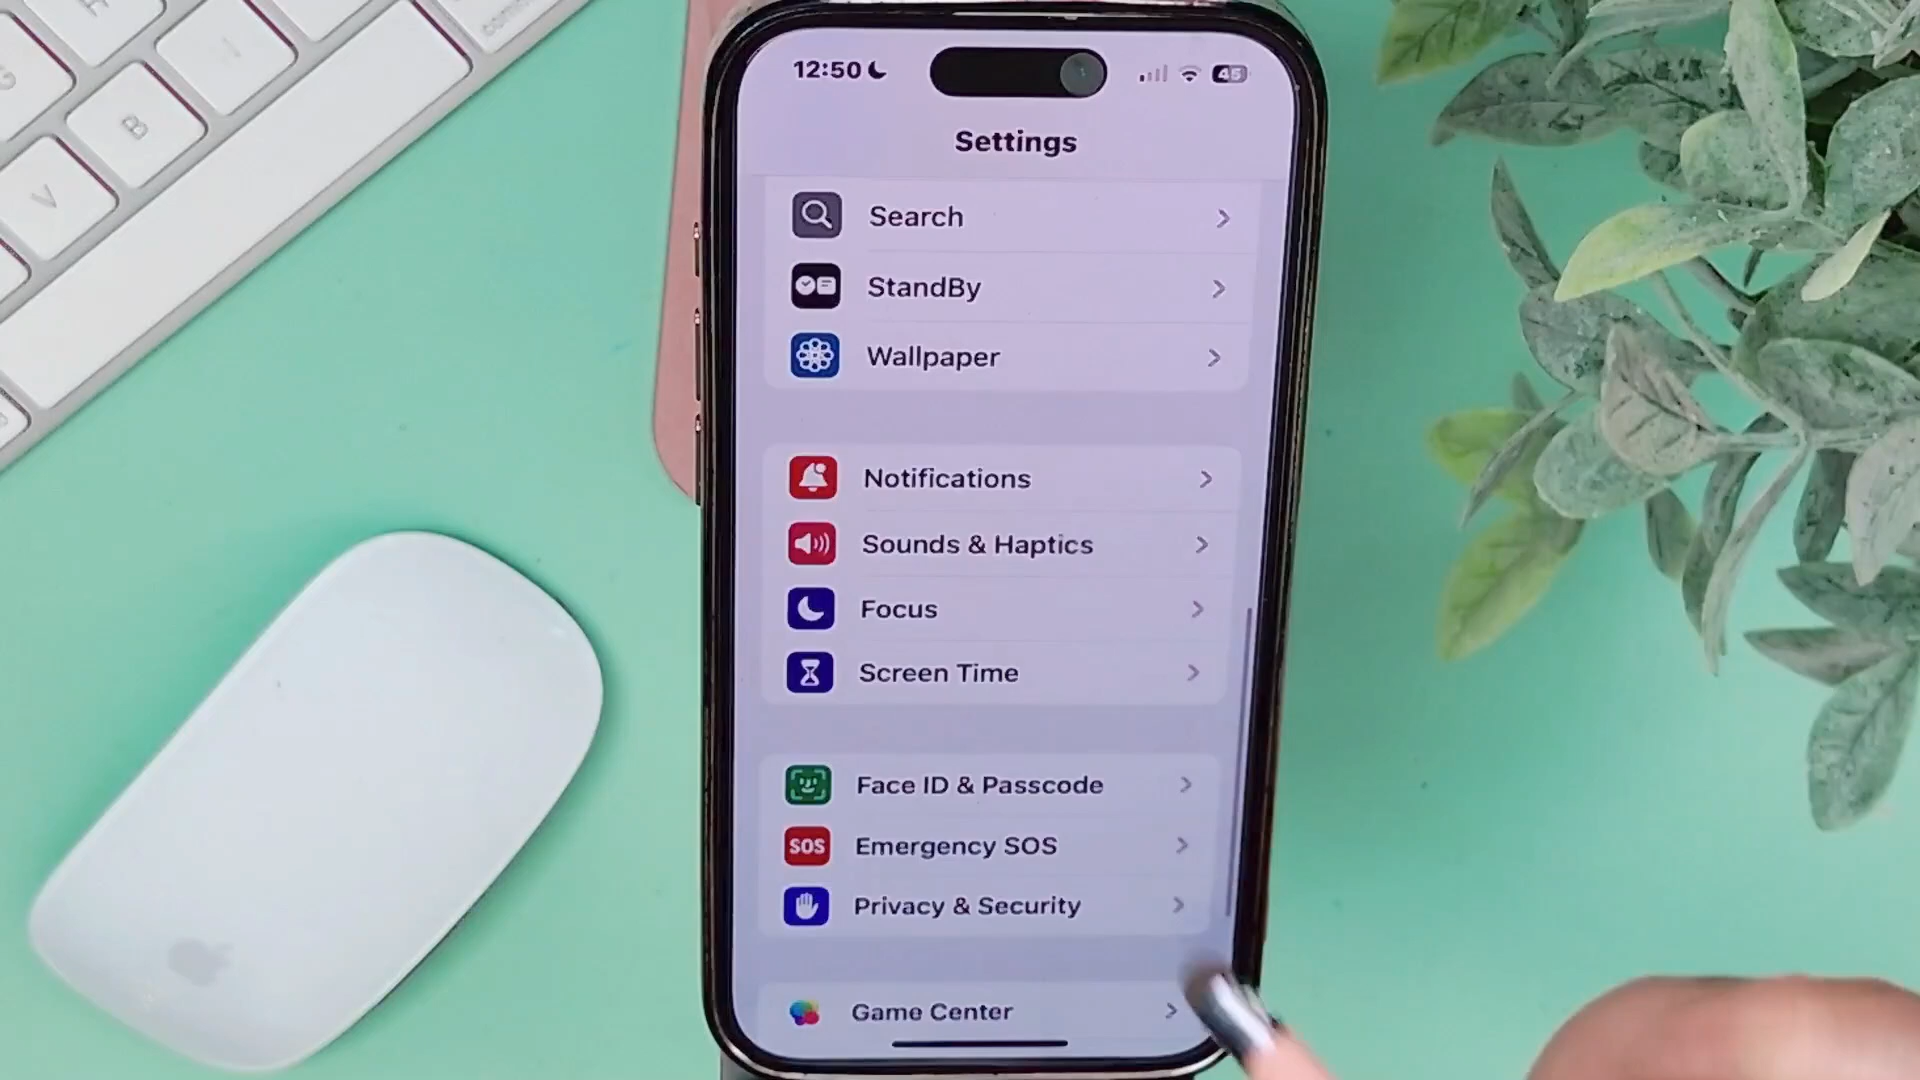 B
V
12:50
45
Settings
Search
StandBy
Wallpaper
Notifications
Sounds & Haptics
Focus
Screen Time
Face ID & Passcode
SOS Emergency SOS
Privacy & Security
Game Center